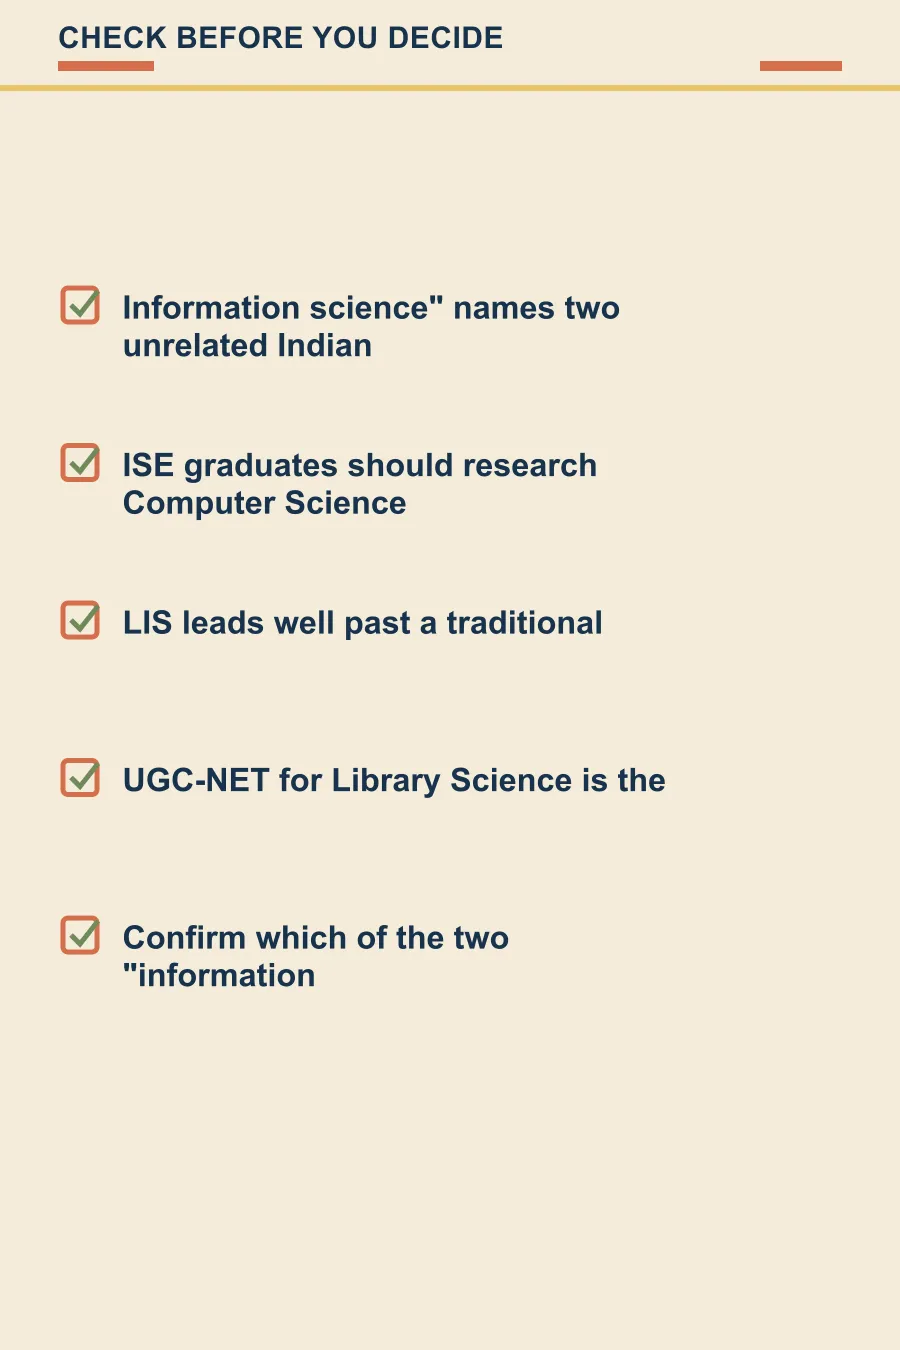 CHECK BEFORE YOU DECIDE
Information science" names two
unrelated Indian
ISE graduates should research
Computer Science
LIS leads well past a traditional
UGC-NET for Library Science is the
Confirm which of the two
"information